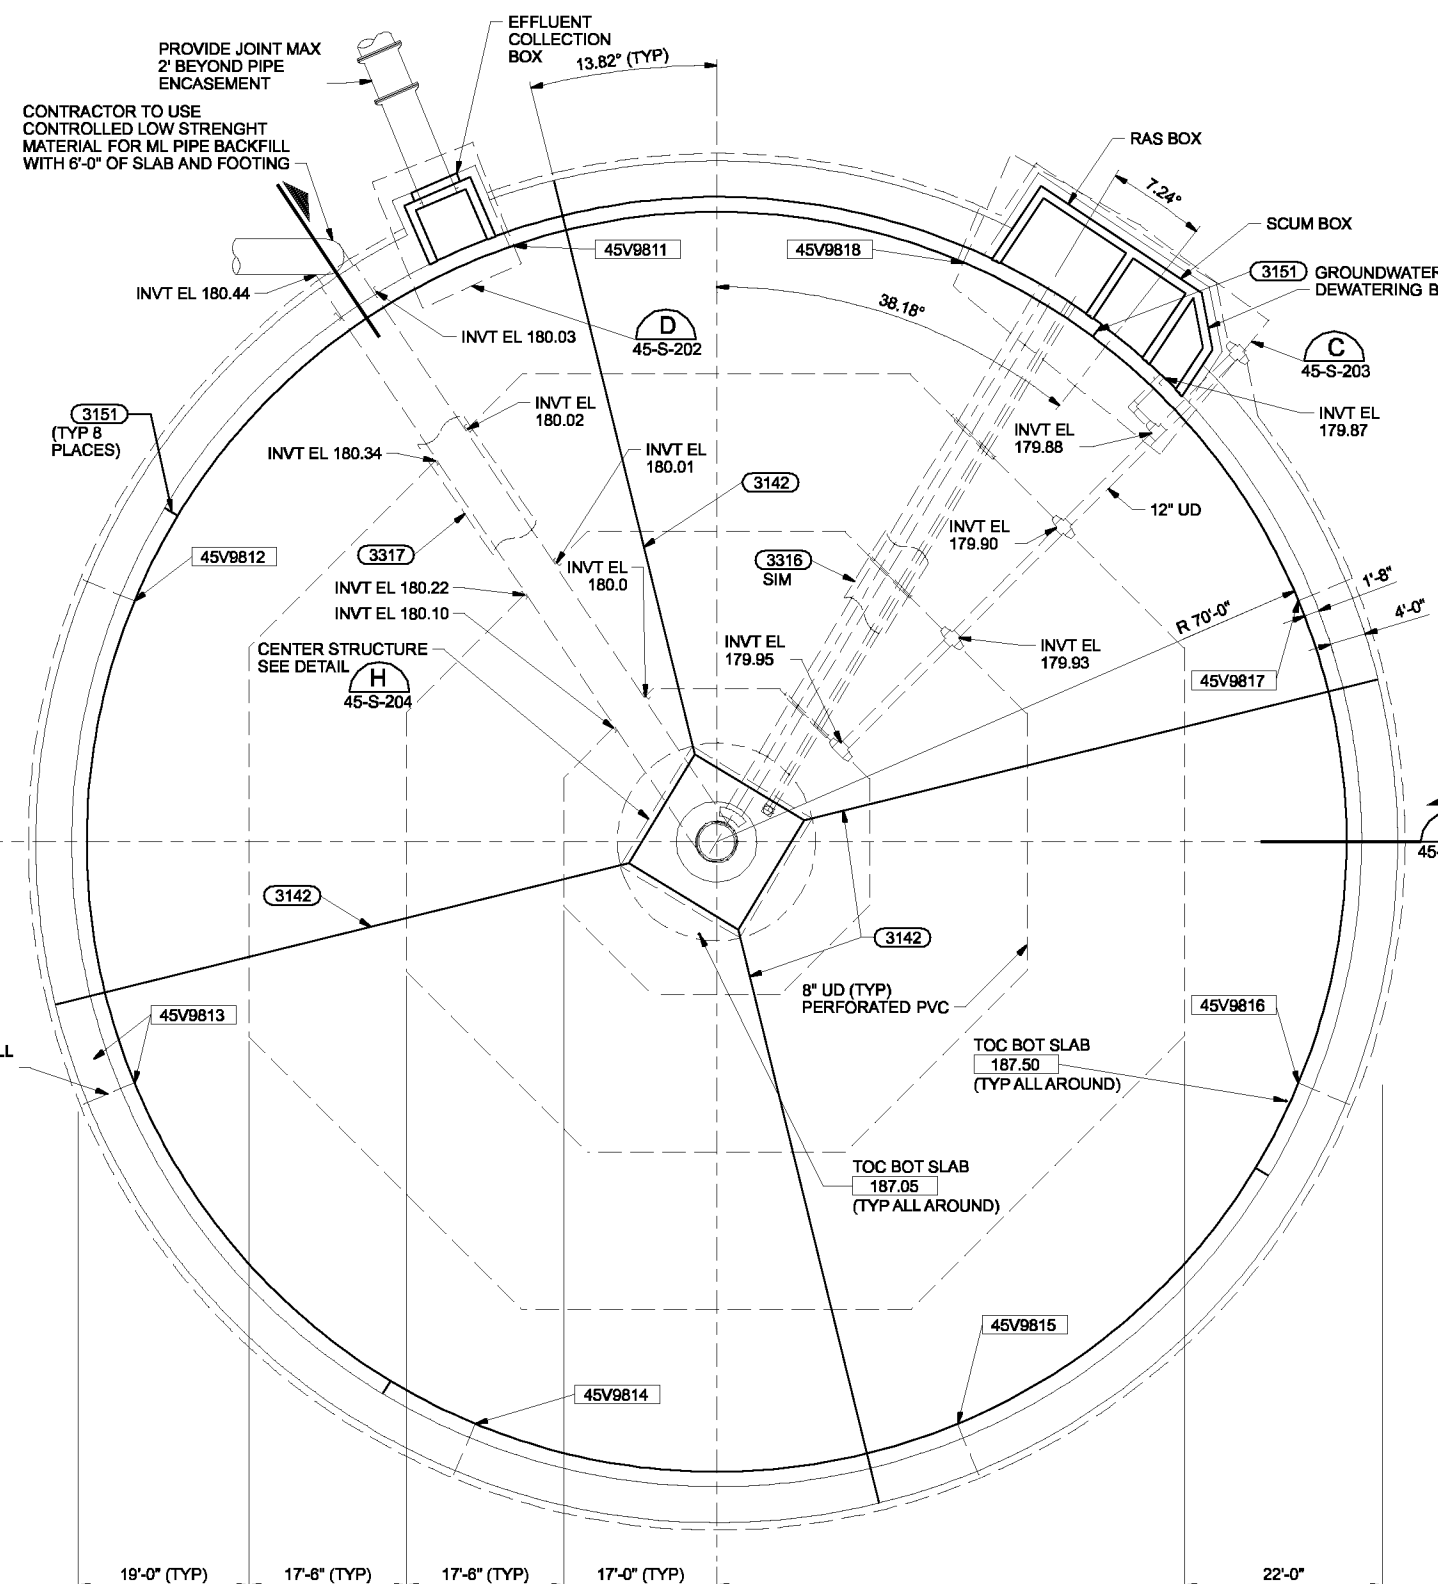 EFFLUENT
COLLECTION
BOX
PROVIDE JOINT MAX
2' BEYOND PIPE
ENCASEMENT
13.82° (TYP)
CONTRACTOR TO USE
CONTROLLED LOW STRENGHT
MATERIAL FOR ML PIPE BACKFILL
WITH 6'-0" OF SLAB AND FOOTING
RAS BOX
7.24°
SCUM BOX
45V9811
45V9818
3151
GROUNDWATER
DEWATERING B
INVT EL 180.44
38.18°
INVT EL 180.03
D
45-S-202
C
45-S-203
3151
(TYP 8
PLACES)
INVT EL
180.02
INVT EL
179.88
INVT EL
179.87
INVT EL 180.34
INVT EL
180.01
3142
12" UD
INVT EL
179.90
3317
45V9812
INVT EL
180.0
3316
SIM
INVT EL 180.22
INVT EL 180.10
1'-8"
4'-0"
R 70'-0"
CENTER STRUCTURE
SEE DETAIL
H
45-S-204
INVT EL
179.95
INVT EL
179.93
45V9817
45-
3142
3142
8" UD (TYP)
PERFORATED PVC
45V9813
45V9816
LL
TOC BOT SLAB
187.50
(TYP ALL AROUND)
TOC BOT SLAB
187.05
(TYP ALL AROUND)
45V9815
45V9814
19'-0" (TYP)
17'-6" (TYP)
17'-6" (TYP)
17'-0" (TYP)
22'-0"